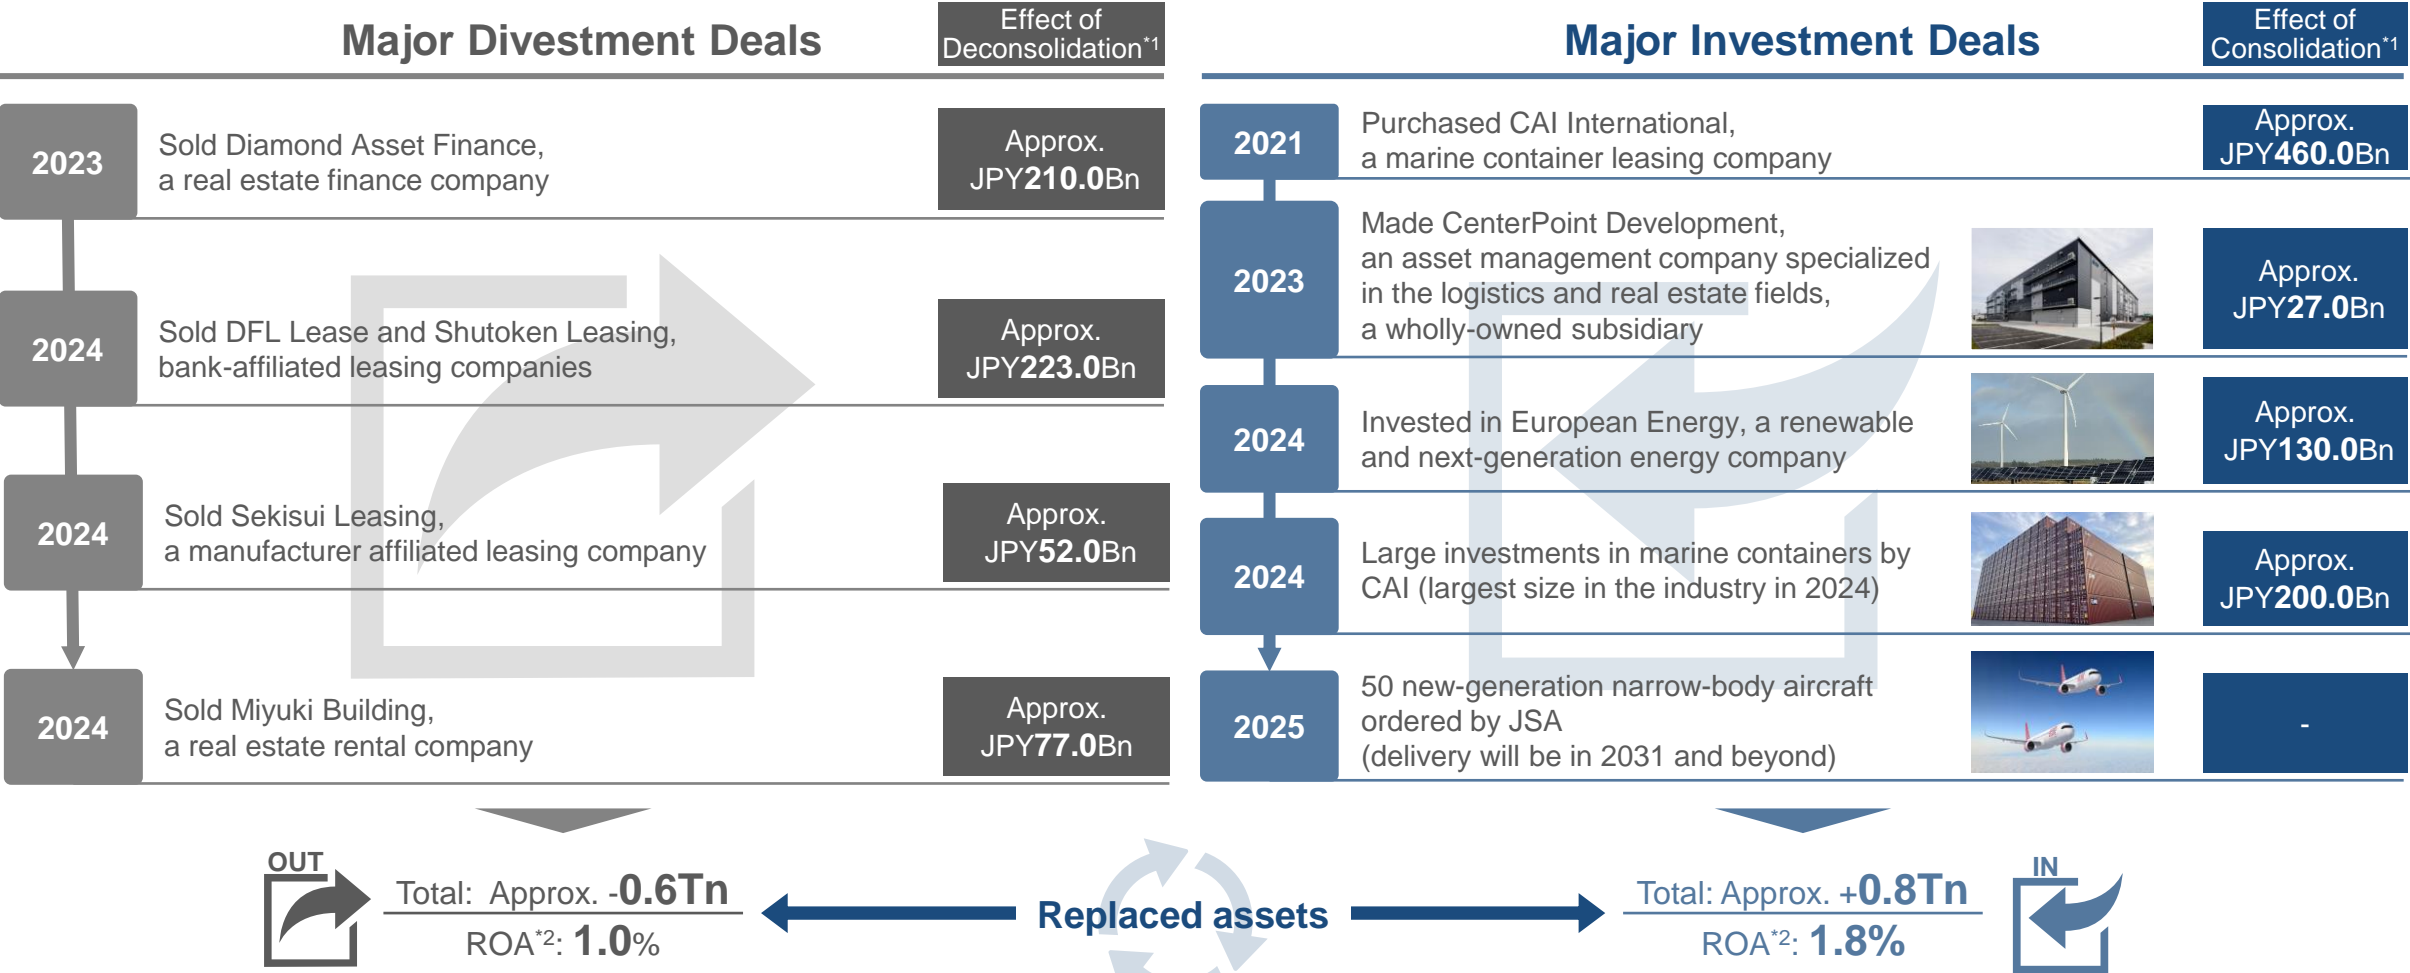 Major Divestment Deals
Effect of
Deconsolidation*1
2023
Sold Diamond Asset Finance,
a real estate finance company
Approx.
JPY210.0Bn
2024
Sold DFL Lease and Shutoken Leasing,
bank-affiliated leasing companies
Approx.
JPY223.0Bn
2024
Sold Sekisui Leasing,
a manufacturer affiliated leasing company
Approx.
JPY52.0Bn
2024
Sold Miyuki Building,
a real estate rental company
Approx.
JPY77.0Bn
OUT
Total: Approx. -0.6Tn
ROA*2: 1.0%
Replaced assets
Major Investment Deals
Effect of
Consolidation*1
2021
Purchased CAI International,
a marine container leasing company
Approx.
JPY460.0Bn
2023
Made CenterPoint Development,
an asset management company specialized
in the logistics and real estate fields,
a wholly-owned subsidiary
Approx.
JPY27.0Bn
2024
Invested in European Energy, a renewable
and next-generation energy company
Approx.
JPY130.0Bn
2024
Large investments in marine containers by
CAI (largest size in the industry in 2024)
Approx.
JPY200.0Bn
2025
50 new-generation narrow-body aircraft
ordered by JSA
(delivery will be in 2031 and beyond)
-
Total: Approx. +0.8Tn
ROA*2: 1.8%
IN